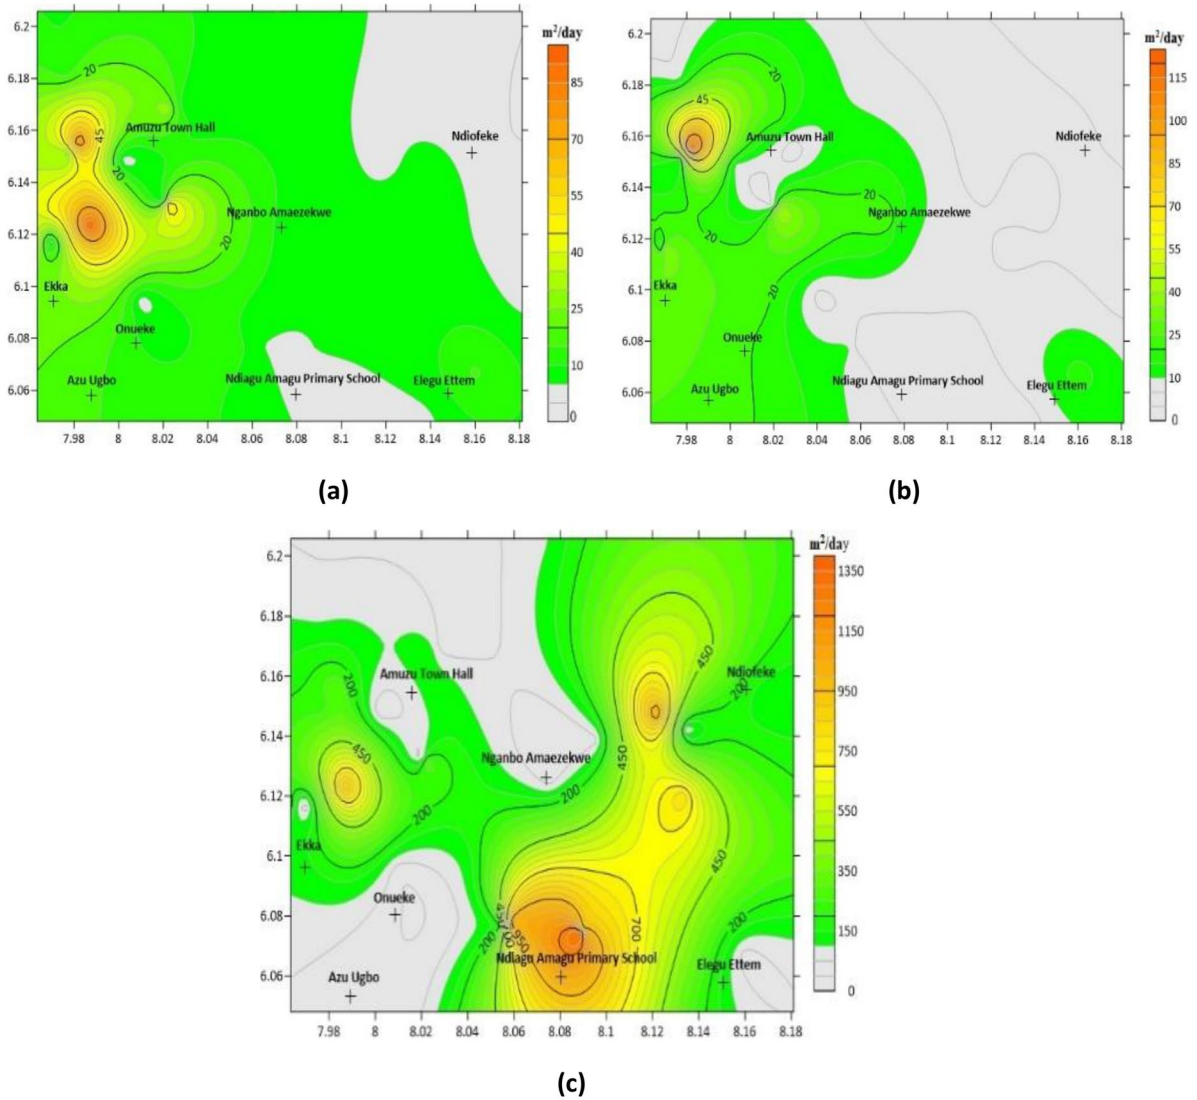 6.2
6.18
6.16
6.14
6.12
6.1
6.08
6.06
7.98 8 8.02 8.04 8.06 8.08 8.1 8.12 8.14 8.16 8.18
20
45
Amuzu Town Hall
Ndiofeke
20
Nganbo Amaezekwe
20
Ekka
Onueke
Azu Ugbo
Ndiagu Amagu Primary School
Elegu Ettem
m²/day
85
70
55
40
25
10
0
(a)
6.2
6.18
6.16
6.14
6.12
6.1
6.08
6.06
7.98 8 8.02 8.04 8.06 8.08 8.1 8.12 8.14 8.16 8.18
20
45
Amuzu Town Hall
Ndiofeke
20
Nganbo Amaezekwe
20
Ekka
20
Onueke
Azu Ugbo
Ndiagu Amagu Primary School
Elegu Ettem
m²/day
115
100
85
70
55
40
25
10
0
(b)
6.2
6.18
6.16
6.14
6.12
6.1
6.08
6.06
7.98 8 8.02 8.04 8.06 8.08 8.1 8.12 8.14 8.16 8.18
450
Ndiofeke
Amuzu Town Hall
200
200
450
Nganbo Amaezekwe
450
200
200
Ekka
450
Onueke
200
950
700
200
Ndiagu Amagu Primary School
Elegu Ettem
Azu Ugbo
m²/day
1350
1150
950
750
550
350
150
0
(c)